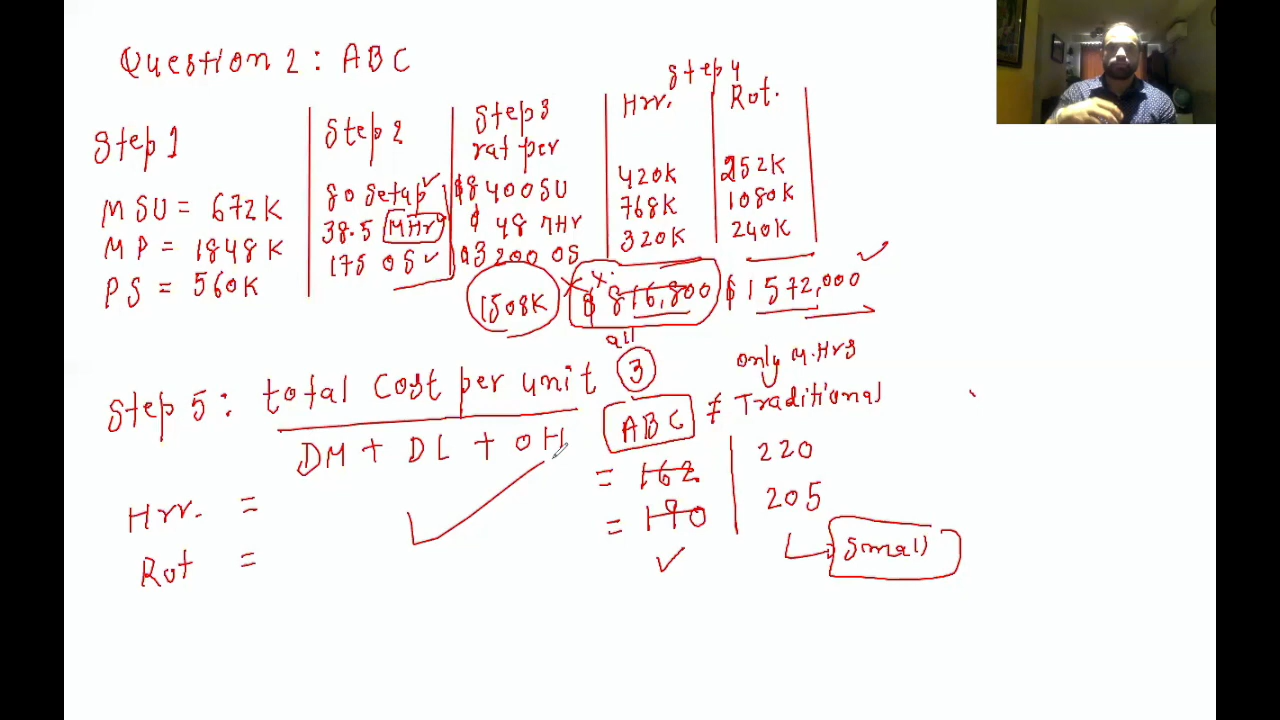 Question 2 : ABC
Step 4
Step 1 Step 2 Step 3 Hrr. Rot.
rat per
MSU = 672K 80 Setup $8400 SU 420K 252K
MP = 1848K 38.5 MHr $ 48 MHr 768K 1080K
PS = 560K 175 OS 3200 OS 320K 240K
1508K $ 816,800 $ 1572,000
all
only M.Hrs
Step 5 : total Cost per unit 3
DM + DL + OH ABC ≠ Traditional
Hrr. = = 162 220
Rot = = 190 205
Small